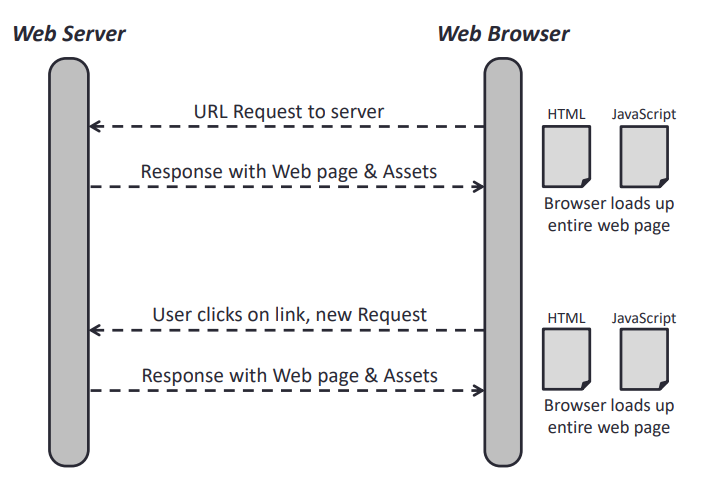 Web Server
Web Browser
URL Request to server
HTML
JavaScript
Response with Web page & Assets
Browser loads up
entire web page
User clicks on link, new Request
HTML
JavaScript
Response with Web page & Assets
Browser loads up
entire web page